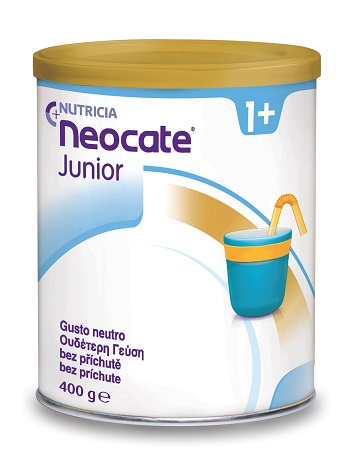 NUTRICIA
neocate®
Junior
1+
Gusto neutro
Ουδέτερη Γεύση
bez příchutě
bez príchute
400 g ℮